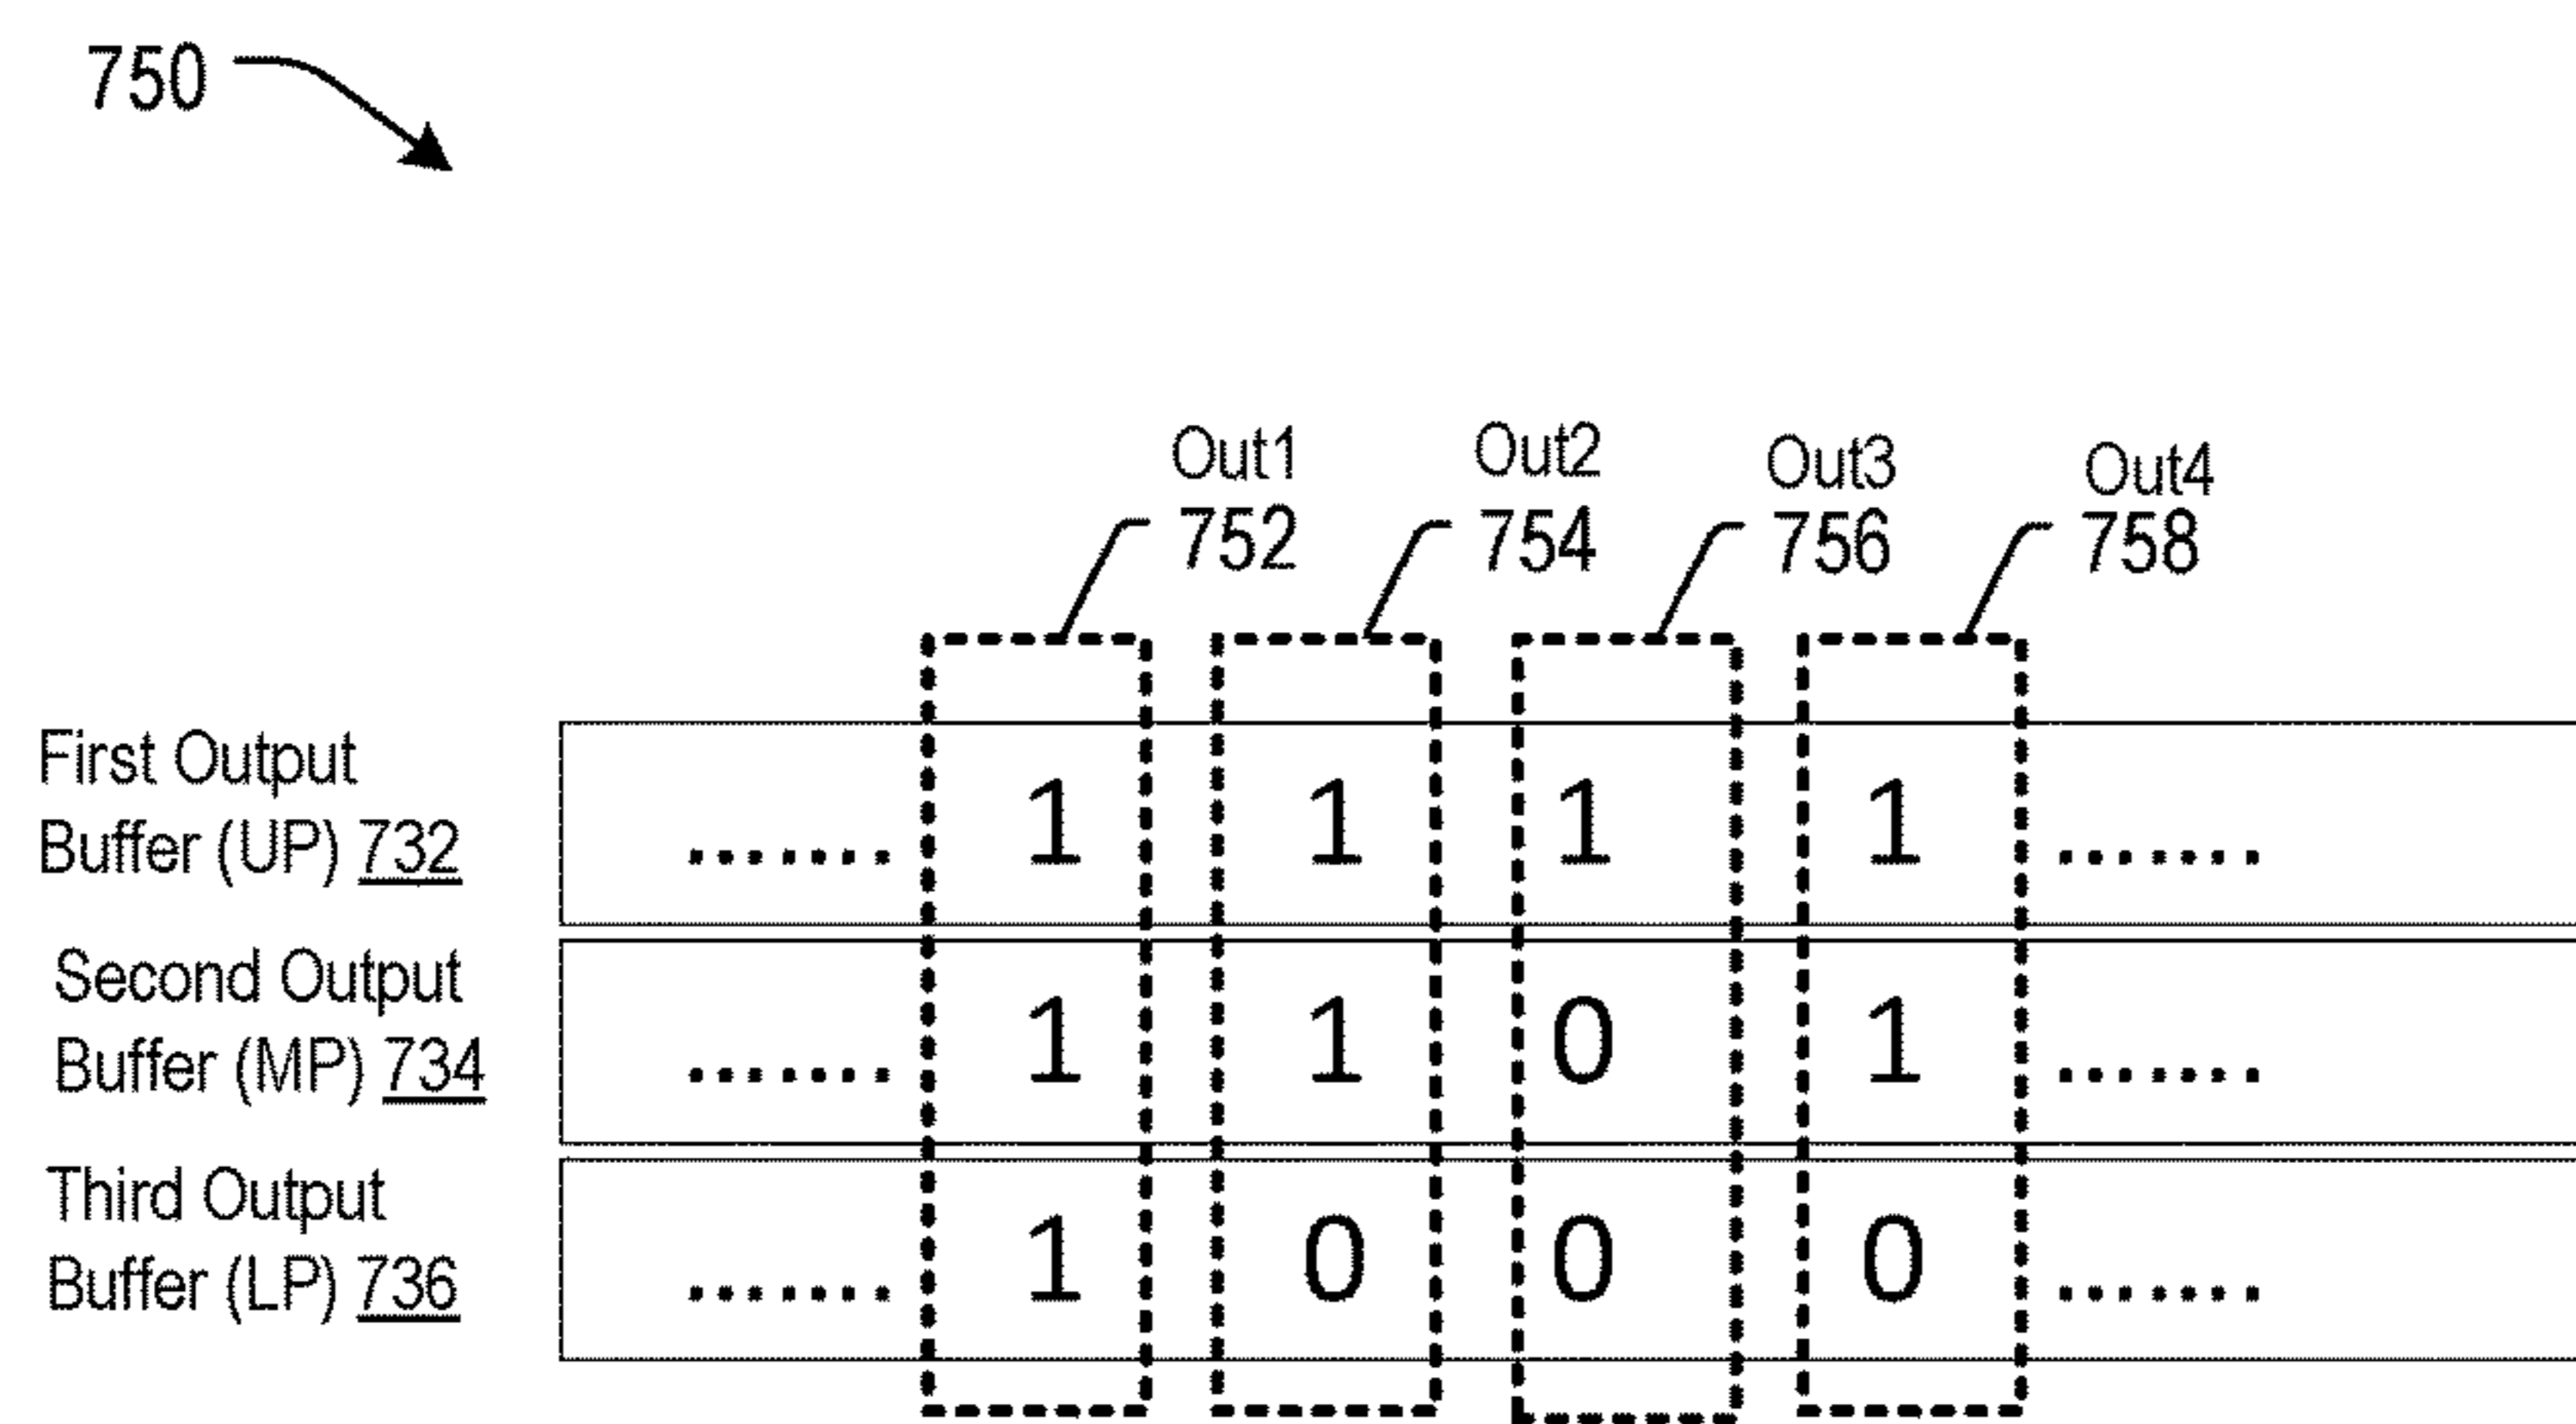 750
Out1 Out2 Out3 Out4
752 754 756 758
First Output
Buffer (UP) 732 ....... 1 1 1 1 .......
Second Output
Buffer (MP) 734 ....... 1 1 0 1 .......
Third Output
Buffer (LP) 736 ....... 1 0 0 0 .......